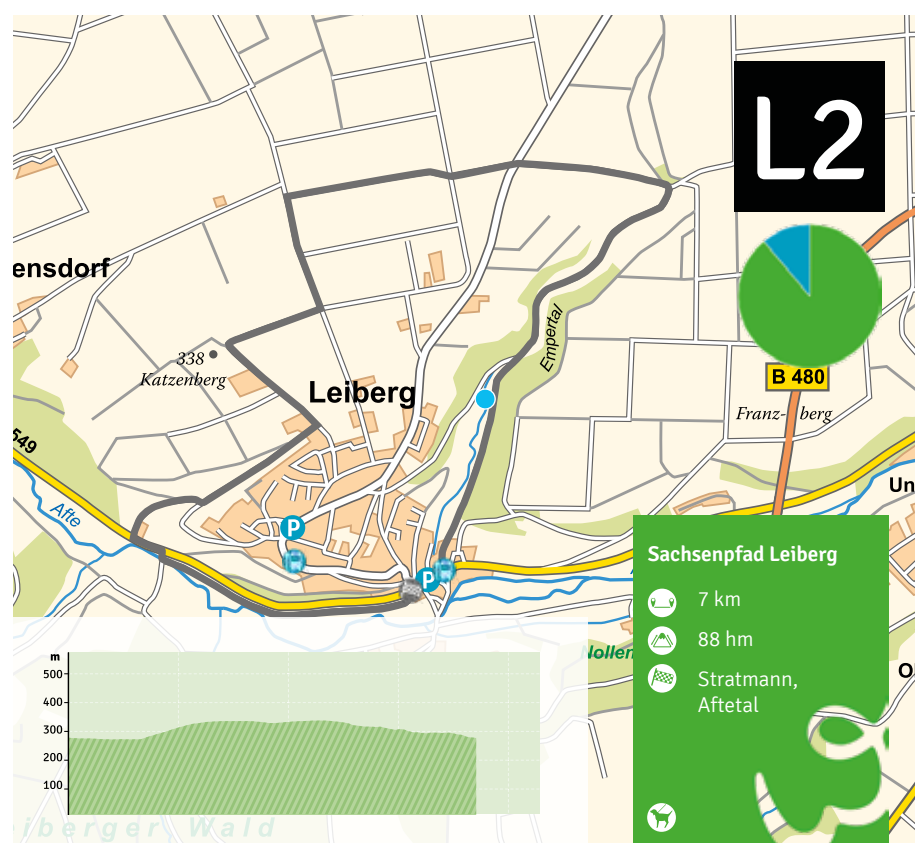 L2
ensdorf
338
Katzenberg
Leiberg
Empertal
B 480
Franz-berg
549
Afte
Un
P
P
Sachsenpfad Leiberg
7 km
88 hm
Stratmann,
Aftetal
Nollen
O
m
500
400
300
200
100
iberger Wald